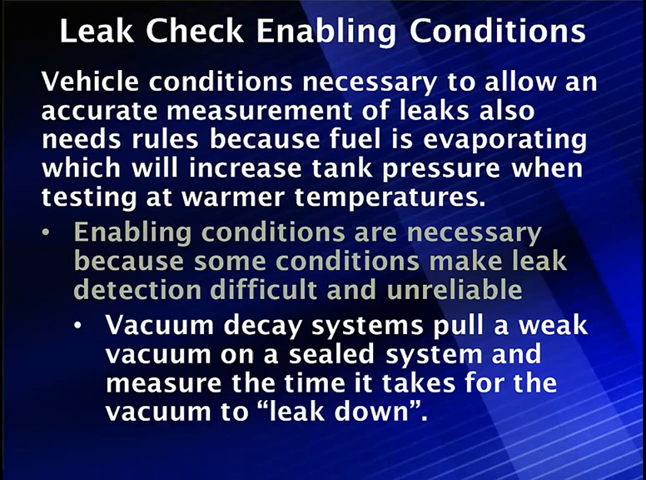 Leak Check Enabling Conditions
Vehicle conditions necessary to allow an
accurate measurement of leaks also
needs rules because fuel is evaporating
which will increase tank pressure when
testing at warmer temperatures.
• Enabling conditions are necessary
because some conditions make leak
detection difficult and unreliable
• Vacuum decay systems pull a weak
vacuum on a sealed system and
measure the time it takes for the
vacuum to “leak down”.